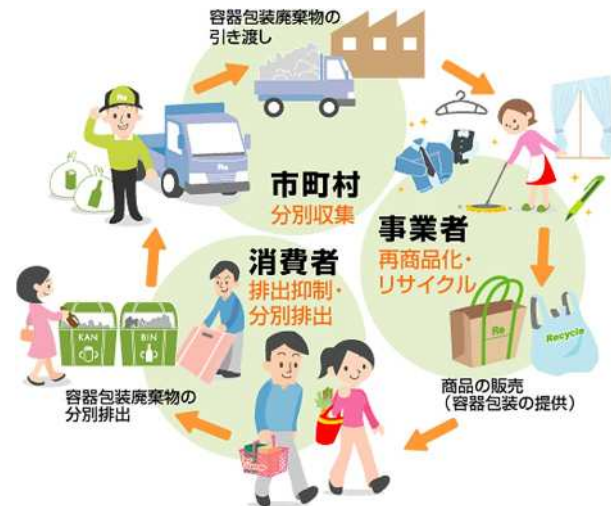 容器包装廃棄物の
引き渡し
Re
Re
Re
市町村
分別収集
事業者
再商品化・
リサイクル
消費者
排出抑制・
分別排出
KAN
BIN
Re
Recycle
容器包装廃棄物の
分別排出
商品の販売
(容器包装の提供)